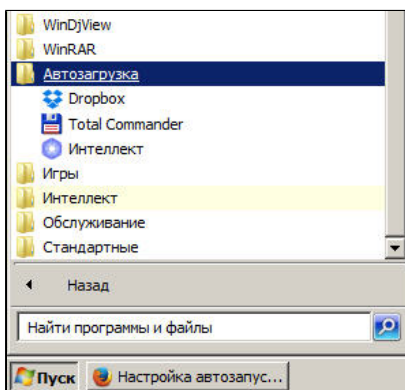 WinDjView
WinRAR
Автозагрузка
Dropbox
Total Commander
Интеллект
Игры
Интеллект
Обслуживание
Стандартные
Назад
Найти программы и файлы
Пуск Настройка автозапус...